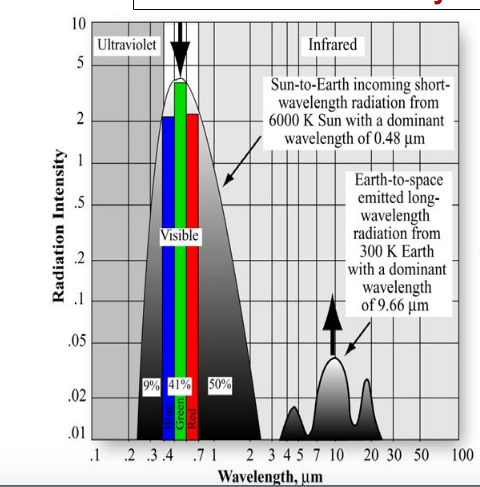 10
Ultraviolet
Infrared
5
Sun-to-Earth incoming short-
wavelength radiation from
6000 K Sun with a dominant
wavelength of 0.48 μm
2
1
Earth-to-space
emitted long-
wavelength
radiation from
300 K Earth
with a dominant
wavelength
of 9.66 μm
.5
Visible
.2
.1
.05
.02
.01
Radiation Intensity
9% 41% 50%
Blue
Green
Red
.1 .2 .3 .4 .7 1 2 3 4 5 7 10 20 30 50 100
Wavelength, μm